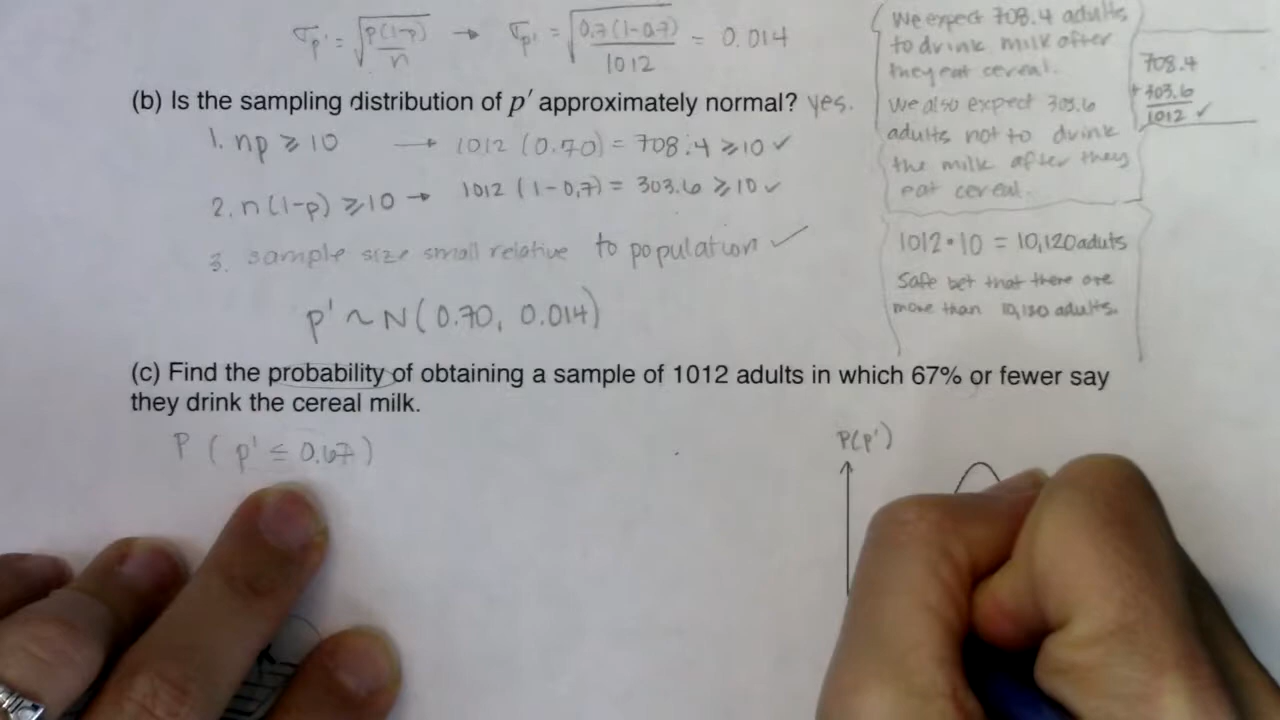 σp' = √p(1-p)/n → σp' = √0.7(1-0.7)/1012 = 0.014
(b) Is the sampling distribution of p′ approximately normal? yes.
1. np ≥ 10 → 1012 (0.70) = 708.4 ≥ 10 ✓
2. n(1-p) ≥ 10 → 1012 (1-0.7) = 303.6 ≥ 10 ✓
3. sample size small relative to population ✓
p' ~ N(0.70, 0.014)
We expect 708.4 adults
to drink milk after
they eat cereal.
We also expect 303.6
adults not to drink
the milk after they
eat cereal.
708.4
+ 303.6
1012 ✓
1012 · 10 = 10,120 aduts
Safe bet that there are
more than 10,120 adults.
(c) Find the probability of obtaining a sample of 1012 adults in which 67% or fewer say
they drink the cereal milk.
P ( p' ≤ 0.67 )
P(p')